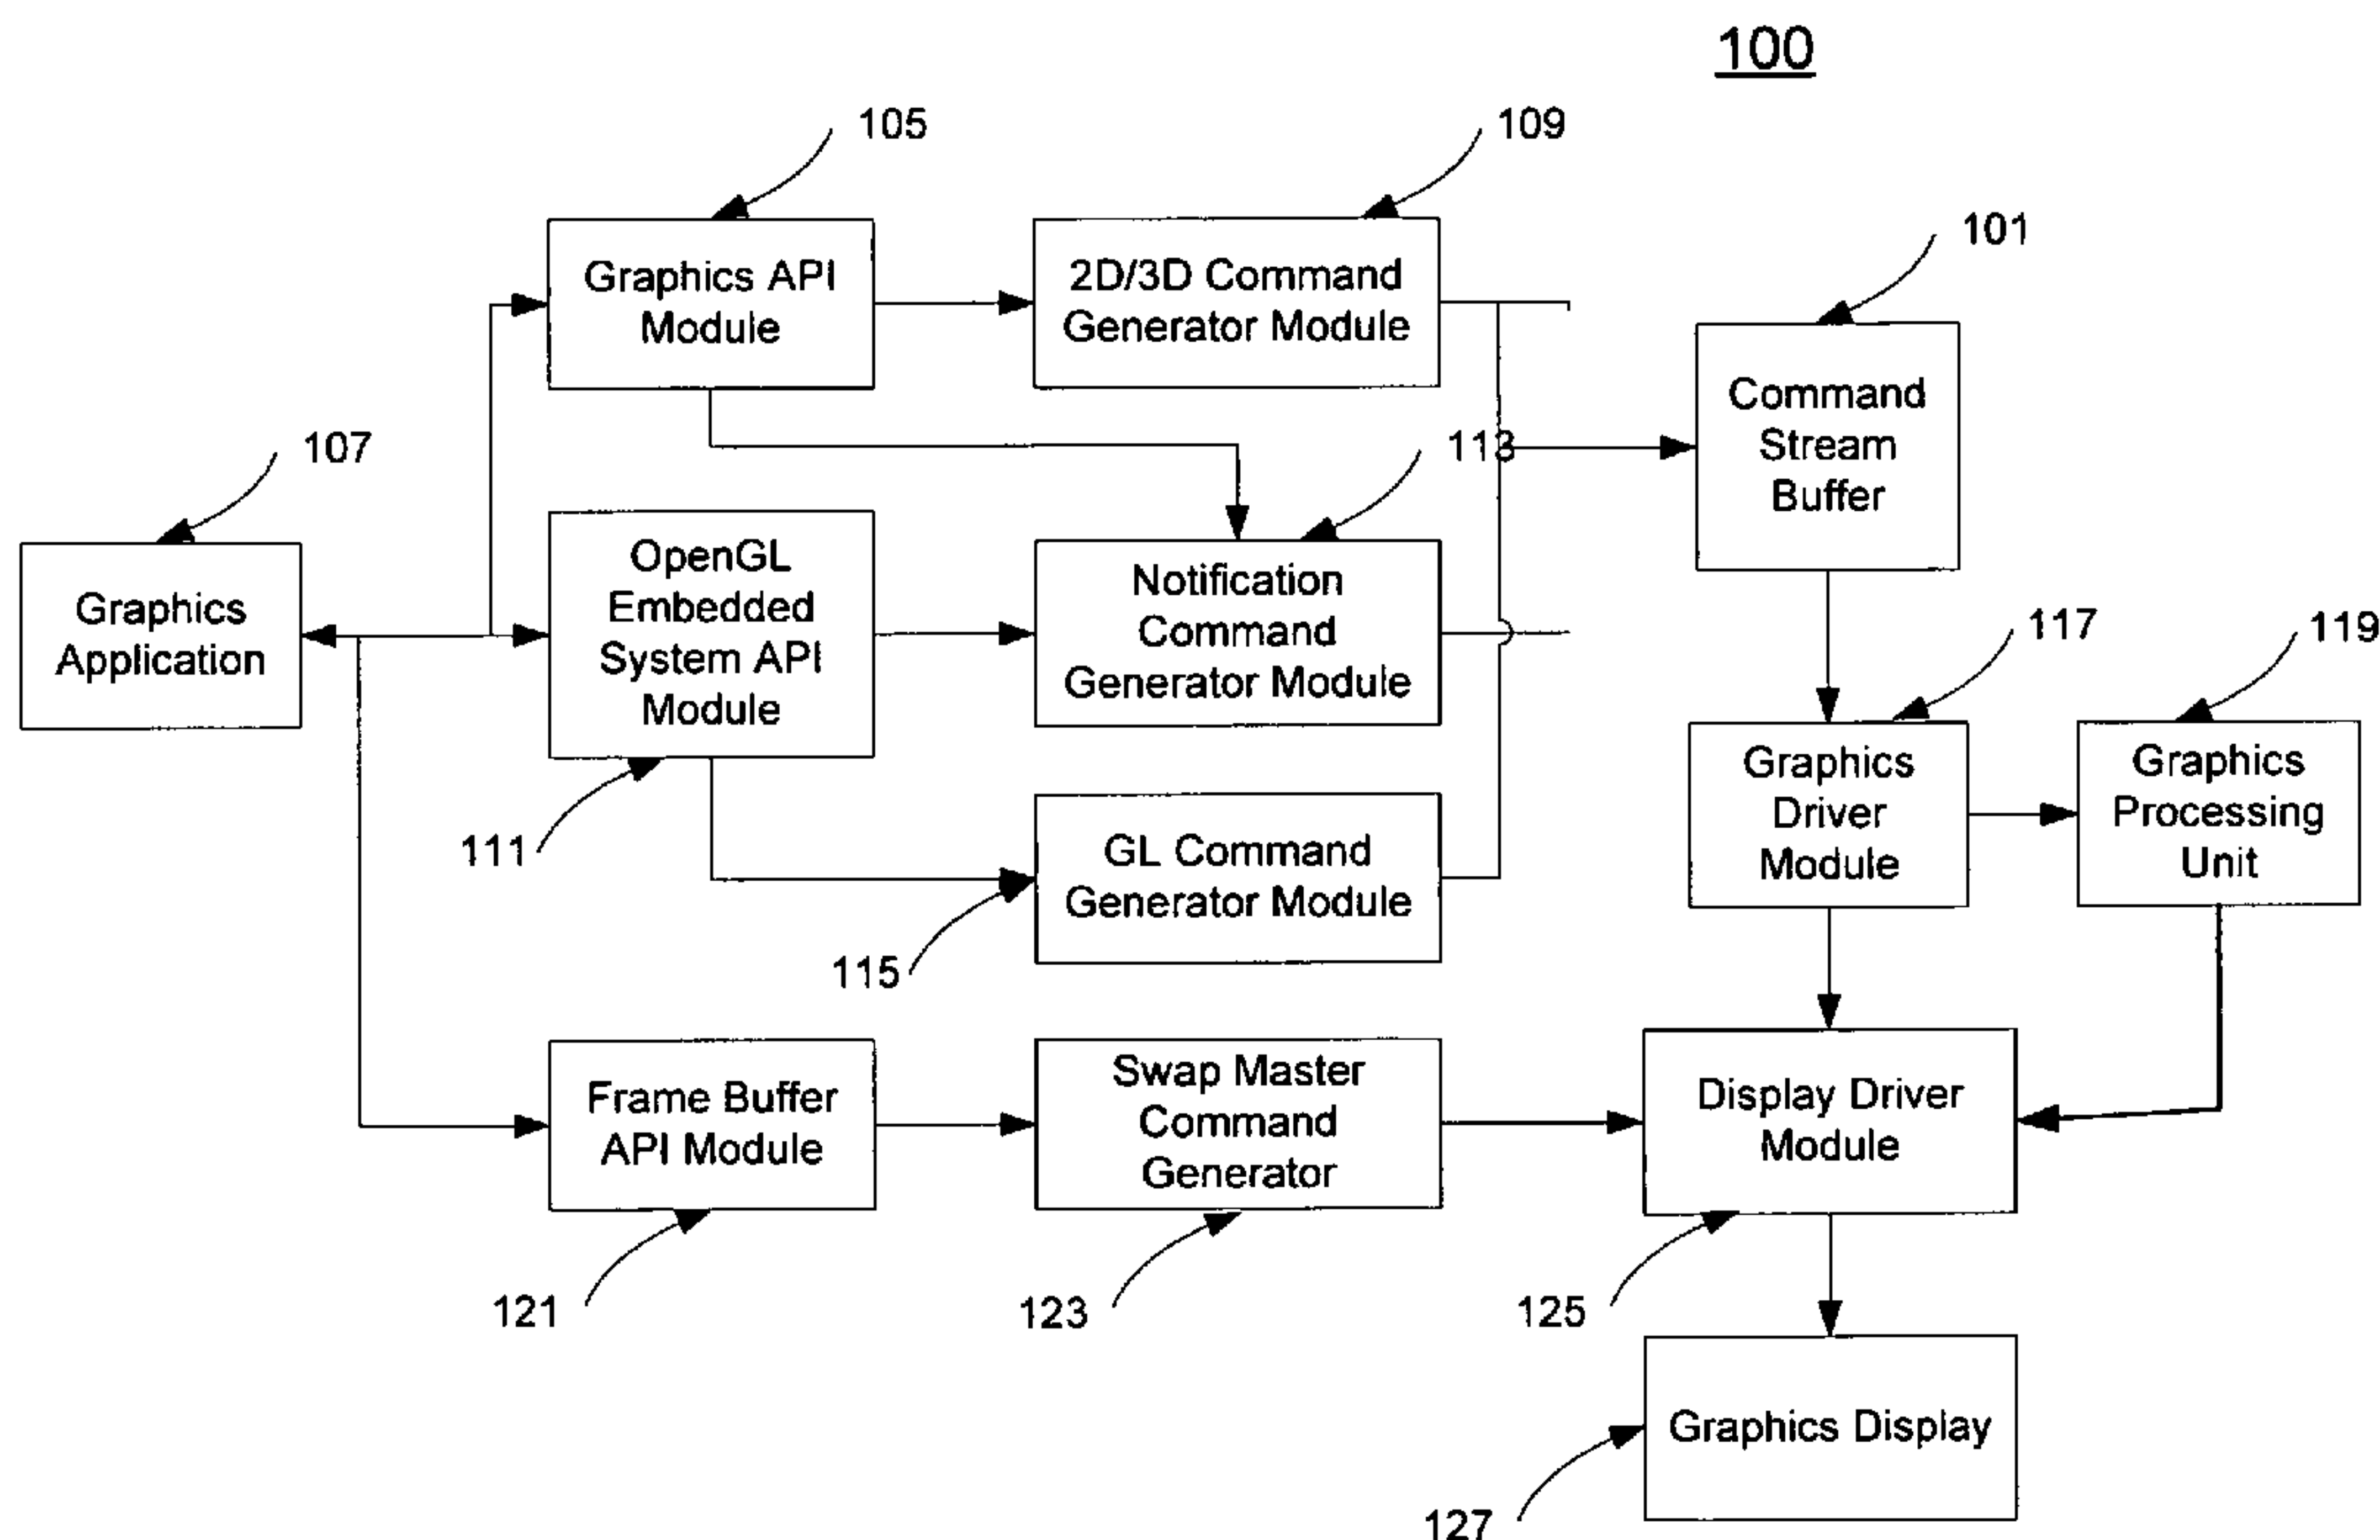 100
105
109
101
Graphics API
Module
2D/3D Command
Generator Module
Command
Stream
Buffer
107
113
Graphics
Application
OpenGL
Embedded
System API
Module
Notification
Command
Generator Module
117
119
Graphics
Driver
Module
Graphics
Processing
Unit
111
GL Command
Generator Module
115
Frame Buffer
API Module
Swap Master
Command
Generator
Display Driver
Module
121
123
125
Graphics Display
127